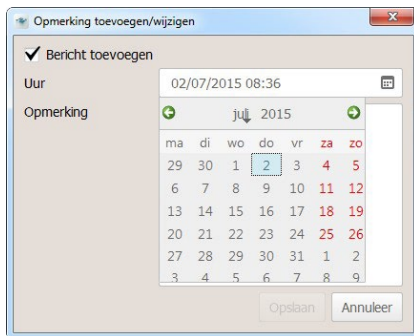 Opmerking toevoegen/wijzigen
Bericht toevoegen
Uur 02/07/2015 08:36
Opmerking
juli 2015
ma di wo do vr za zo
29 30 1 2 3 4 5
6 7 8 9 10 11 12
13 14 15 16 17 18 19
20 21 22 23 24 25 26
27 28 29 30 31 1 2
3 4 5 6 7 8 9
Opslaan Annuleer